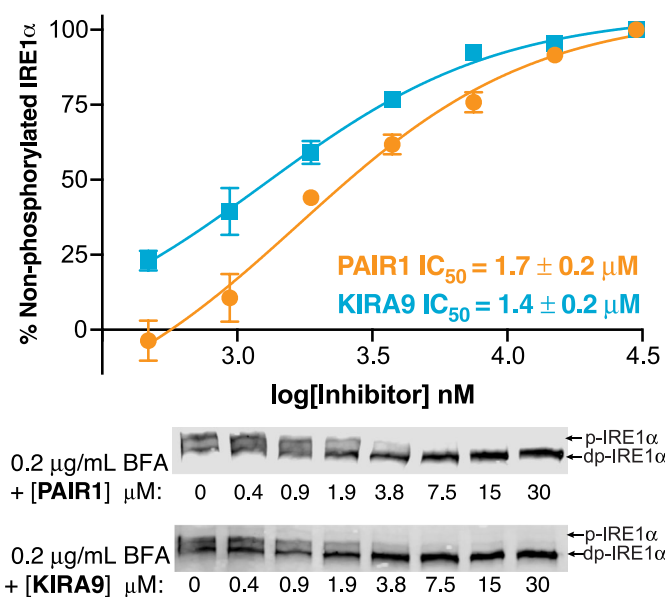 % Non-phosphorylated IRE1α
100
75
50
25
0
PAIR1 IC50 = 1.7 ± 0.2 μM
KIRA9 IC50 = 1.4 ± 0.2 μM
3.0 3.5 4.0 4.5
log[Inhibitor] nM
p-IRE1α
dp-IRE1α
0.2 μg/mL BFA
+ [PAIR1] μM: 0 0.4 0.9 1.9 3.8 7.5 15 30
p-IRE1α
dp-IRE1α
0.2 μg/mL BFA
+ [KIRA9] μM: 0 0.4 0.9 1.9 3.8 7.5 15 30